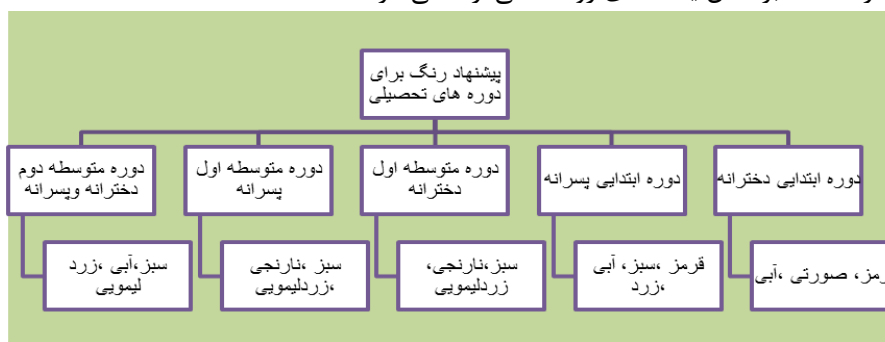 پیشنهاد رنگ برای
دوره های تحصیلی
دوره ابتدایی دخترانه
دوره ابتدایی پسرانه
دوره متوسطه اول
دخترانه
دوره متوسطه اول
پسرانه
دوره متوسطه دوم
دخترانه وپسرانه
صورتی ،آبی
قرمز ،سبز، آبی
،زرد
سبز،نارنجی،
زردلیمویی
سبز ،نارنجی
،زردلیمویی
سبز،آبی ،زرد
لیمویی